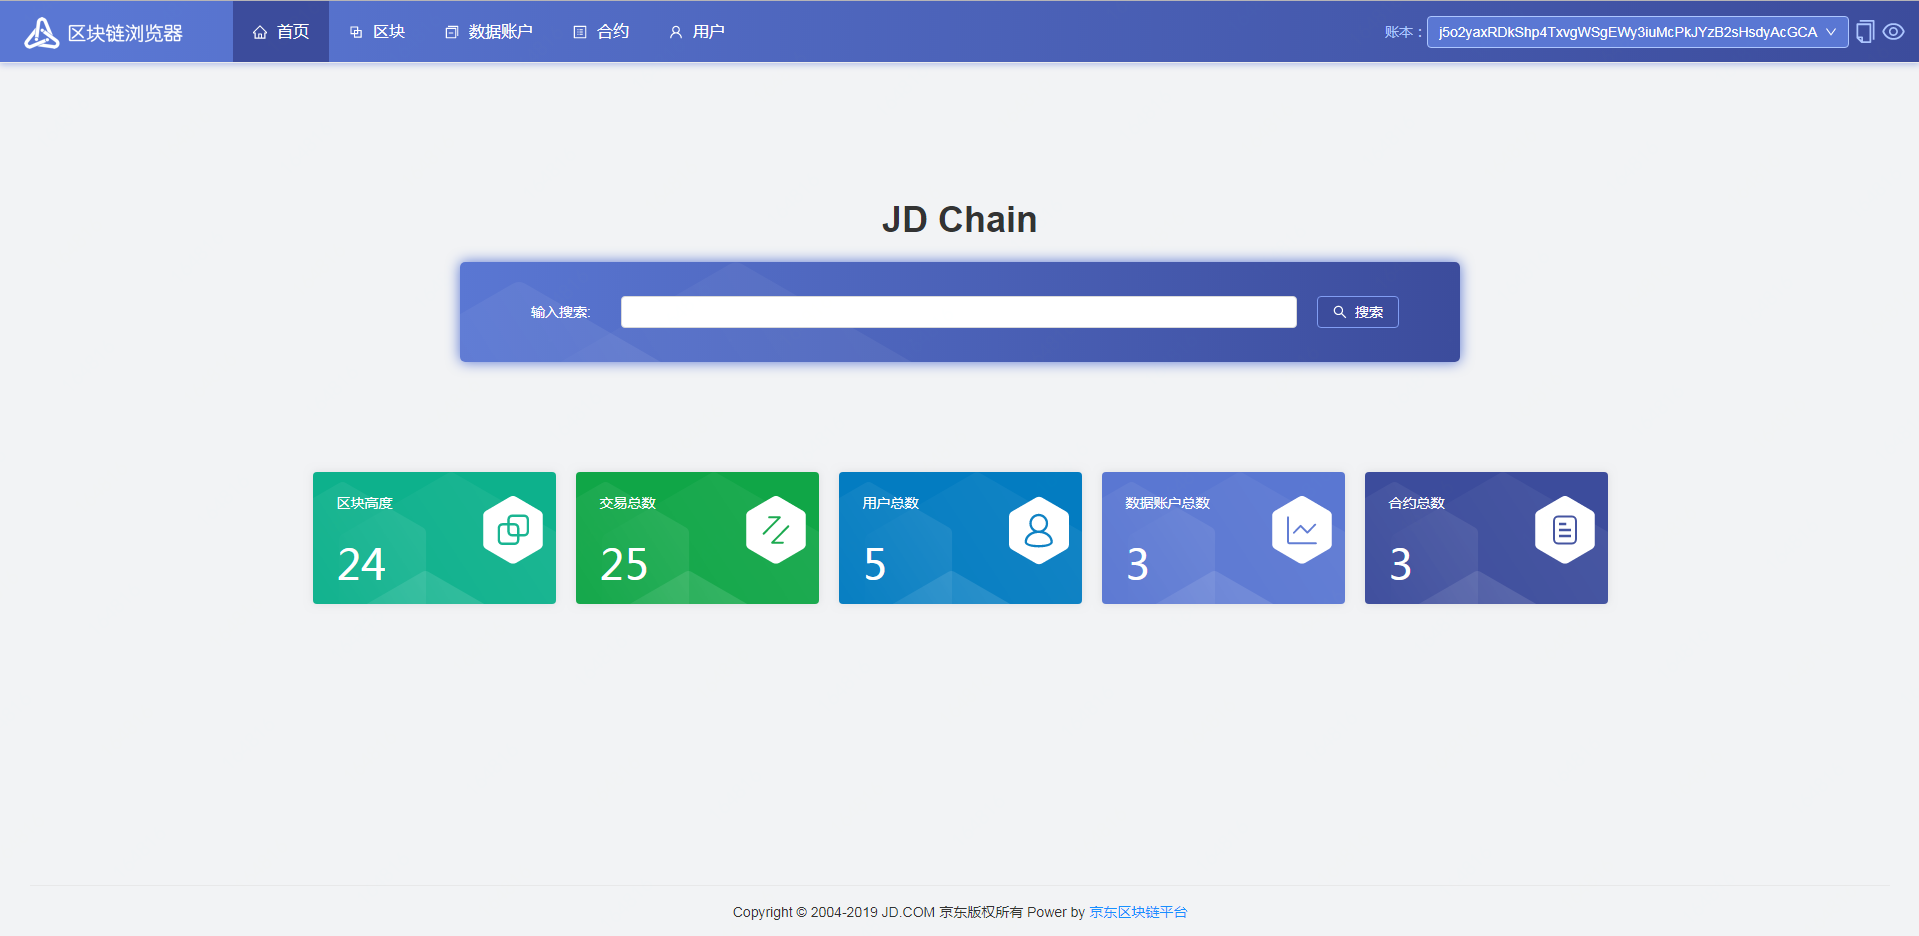 区块链浏览器
首页
区块
数据账户
合约
用户
账本：
j5o2yaxRDkShp4TxvgWSgEWy3iuMcPkJYzB2sHsdyAcGCA
JD Chain
输入搜索:
搜索
区块高度
24
交易总数
25
用户总数
5
数据账户总数
3
合约总数
3
Copyright © 2004-2019 JD.COM 京东版权所有 Power by 京东区块链平台